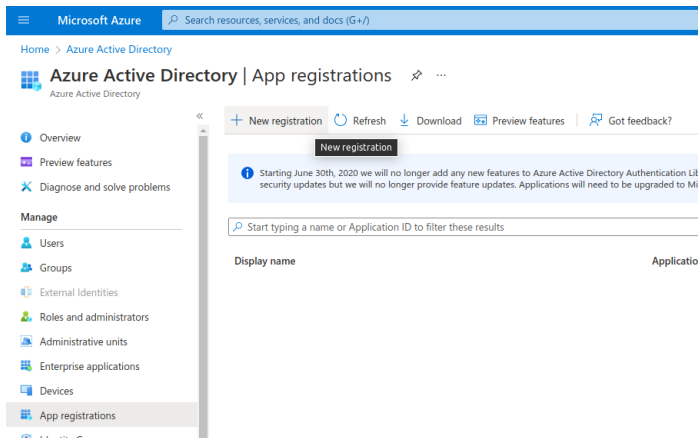 Microsoft Azure
Search resources, services, and docs (G+/)
Home > Azure Active Directory
Azure Active Directory | App registrations
Azure Active Directory
«
New registration
Refresh
Download
Preview features
Got feedback?
New registration
Overview
Preview features
Diagnose and solve problems
Manage
Users
Groups
External Identities
Roles and administrators
Administrative units
Enterprise applications
Devices
App registrations
Starting June 30th, 2020 we will no longer add any new features to Azure Active Directory Authentication Lib
security updates but we will no longer provide feature updates. Applications will need to be upgraded to Mi
Start typing a name or Application ID to filter these results
Display name
Applicatio